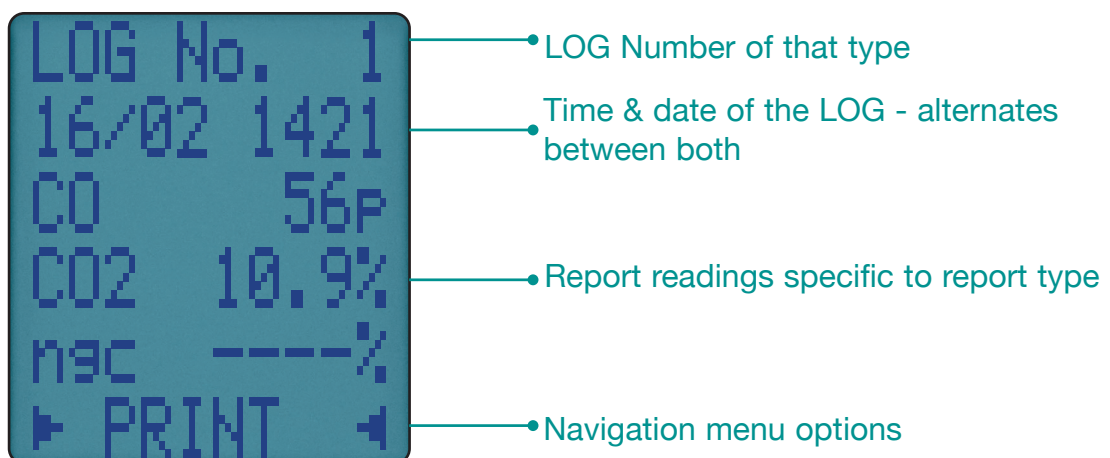 LOG No. 1
LOG Number of that type
16/02 1421
Time & date of the LOG - alternates
between both
CO 56p
CO2 10.9%
Report readings specific to report type
ngc ----%
PRINT
Navigation menu options